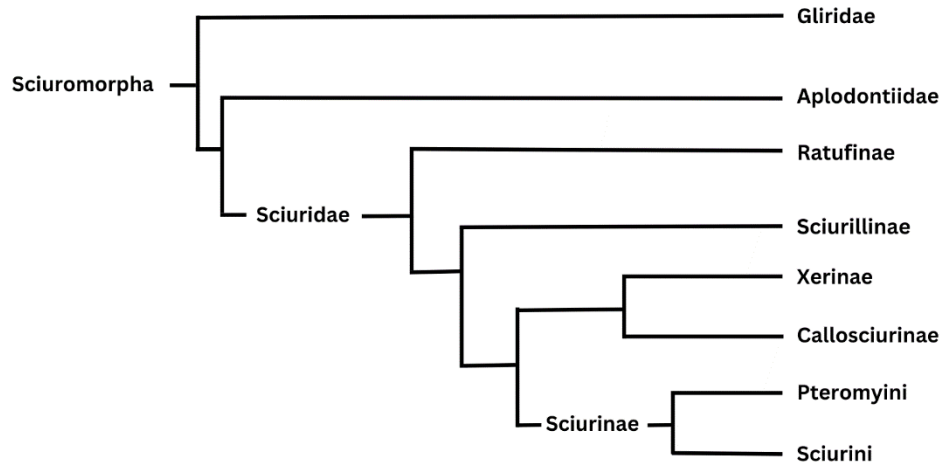 Gliridae
Sciuromorpha
Aplodontiidae
Ratufinae
Sciuridae
Sciurillinae
Xerinae
Callosciurinae
Pteromyini
Sciurinae
Sciurini